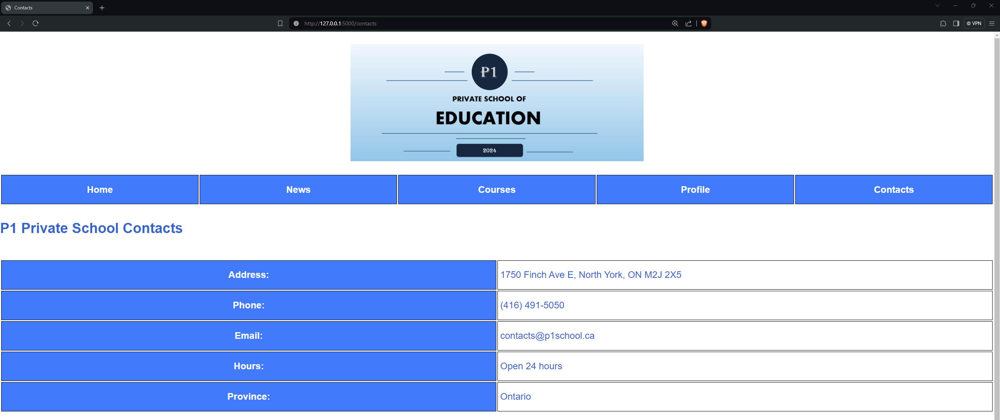 Contacts
http://127.0.0.1:5000/contacts
VPN
P1
PRIVATE SCHOOL OF
EDUCATION
2024
Home News Courses Profile Contacts
P1 Private School Contacts
Address: 1750 Finch Ave E, North York, ON M2J 2X5
Phone: (416) 491-5050
Email: contacts@p1school.ca
Hours: Open 24 hours
Province: Ontario